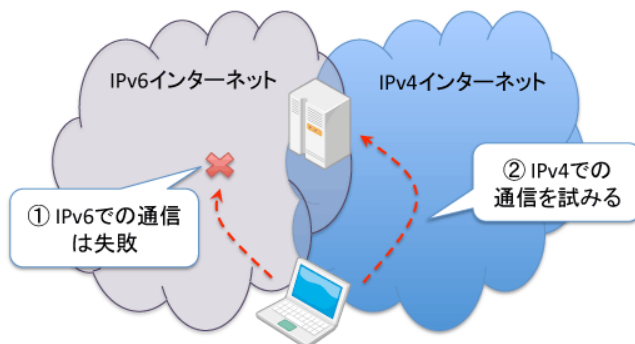 IPv6インターネット
IPv4インターネット
① IPv6での通信
は失敗
② IPv4での
通信を試みる